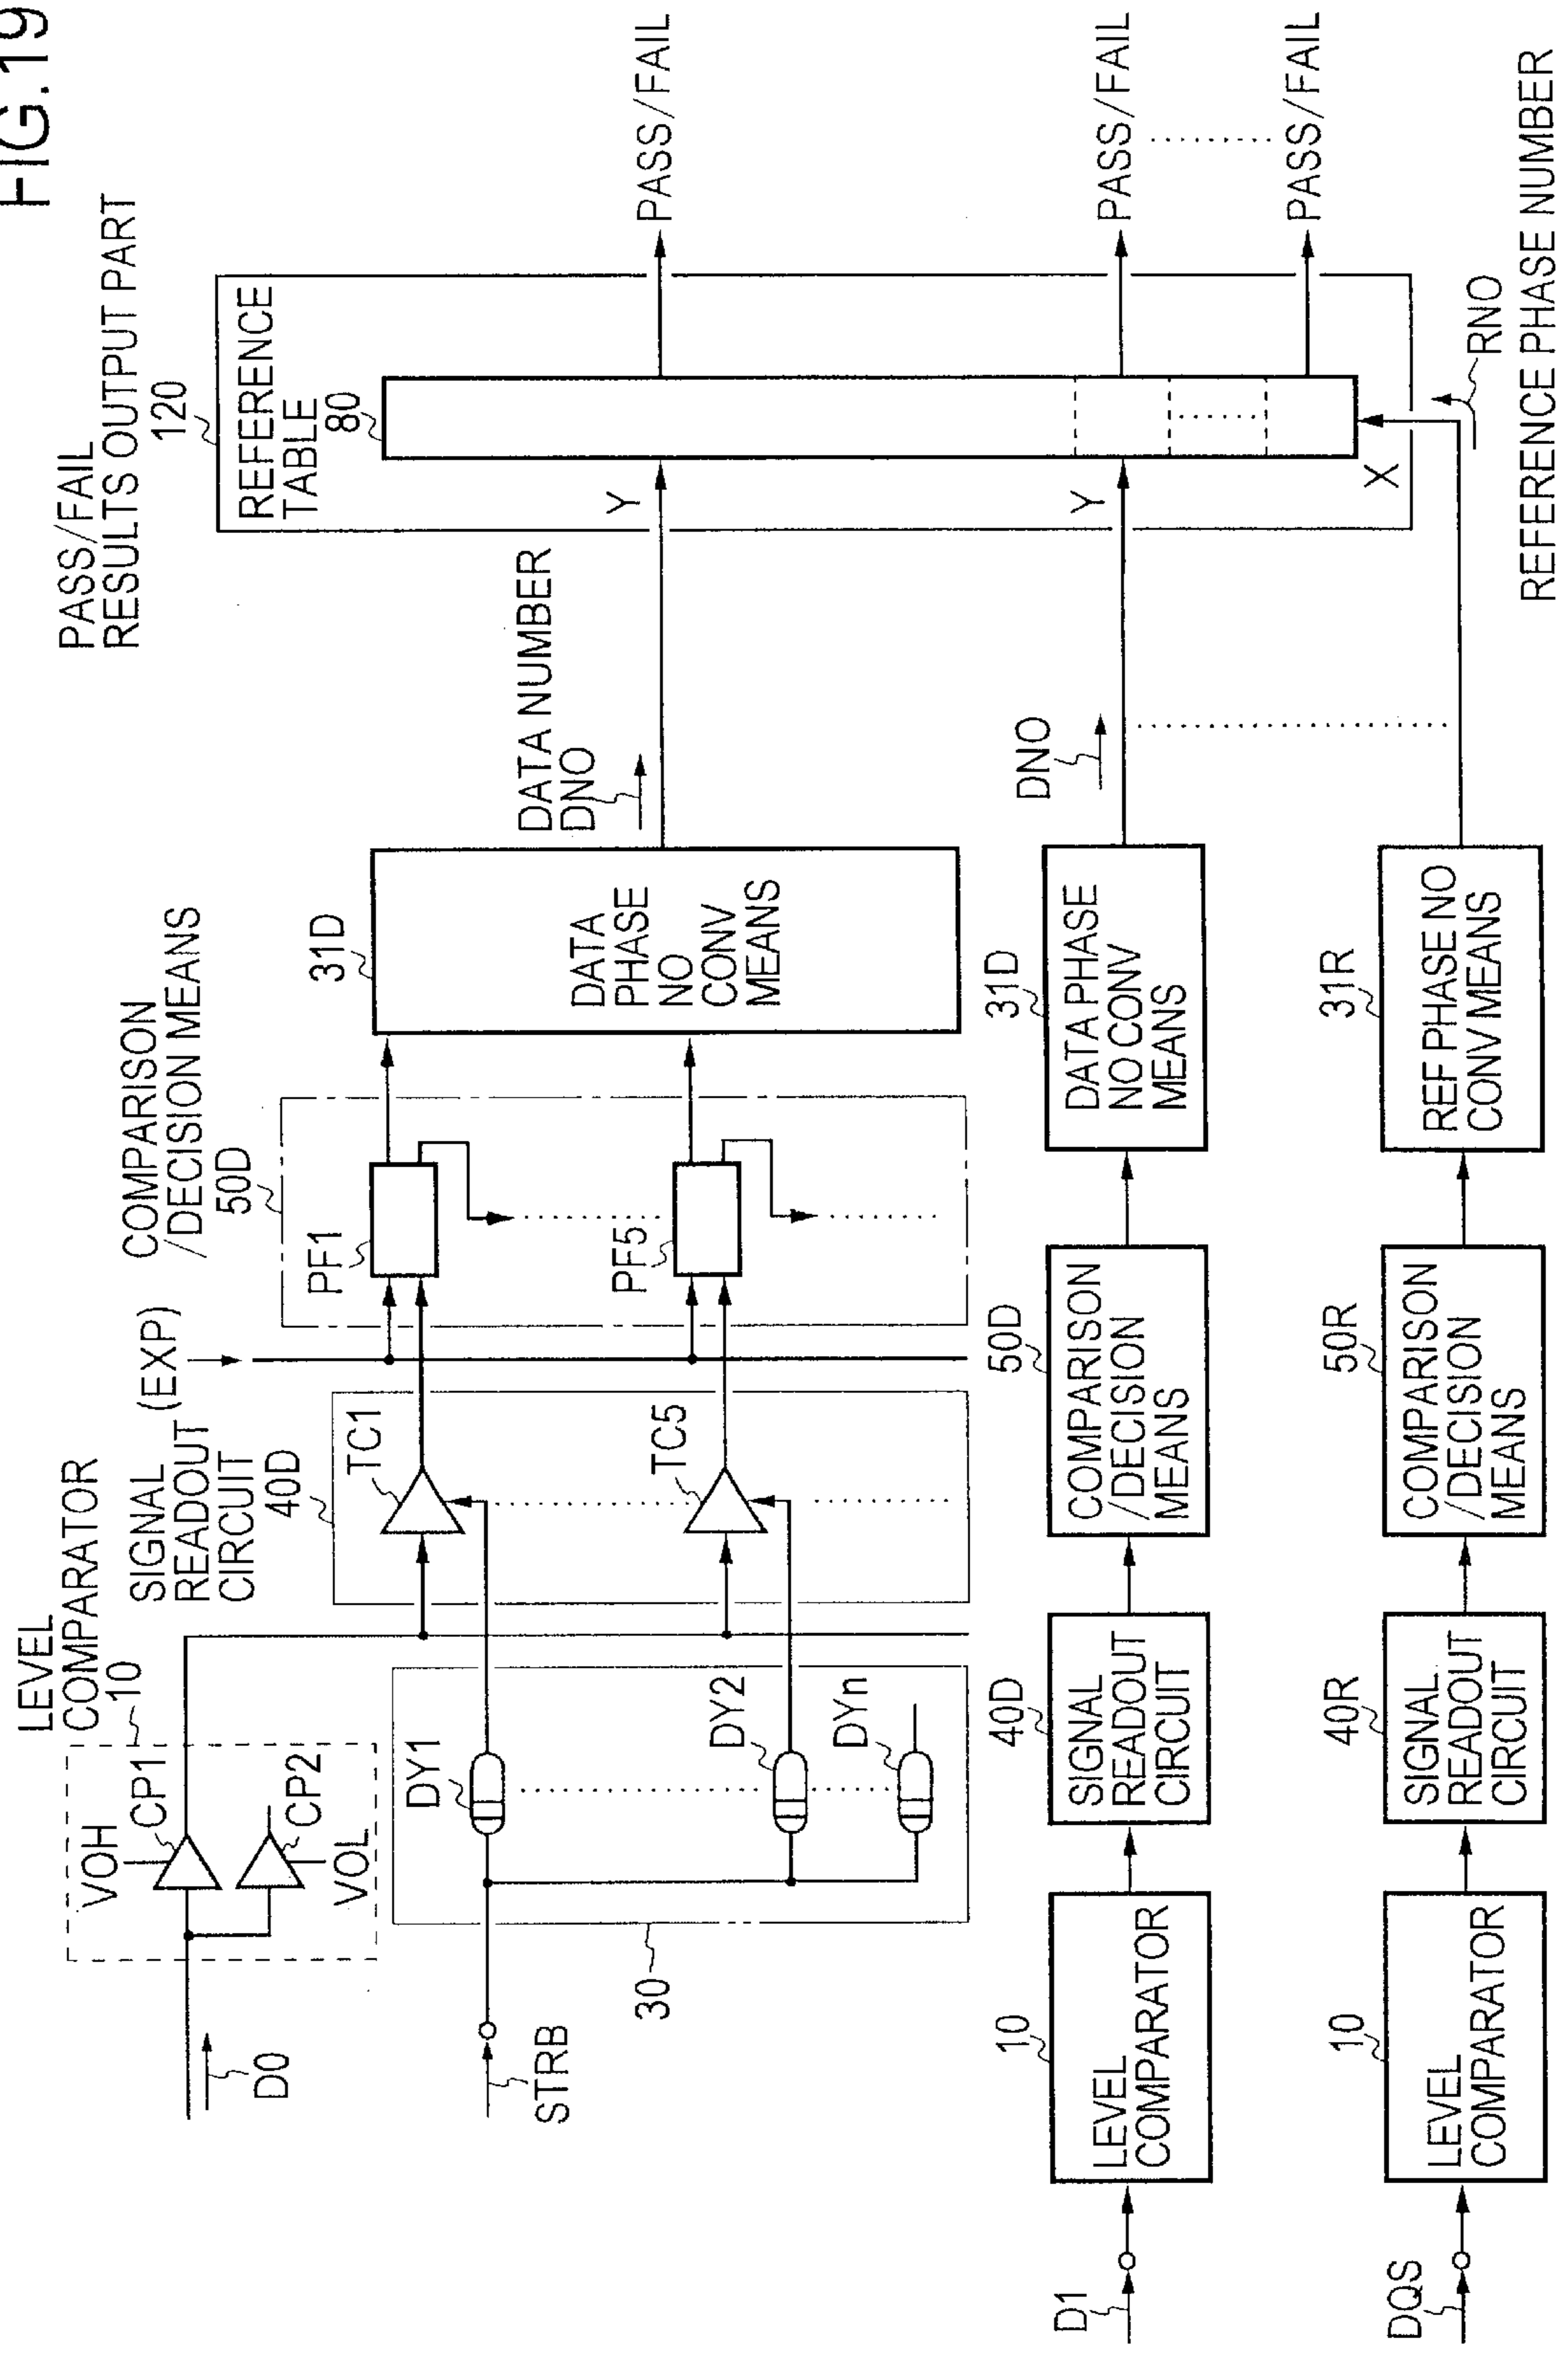 FIG.19
PASS/FAIL
RESULTS OUTPUT PART
120
LEVEL
COMPARATOR
10
VOH
CP1
CP2
VOL
D0
SIGNAL
READOUT
CIRCUIT
40D
(EXP)
COMPARISON
/DECISION MEANS
50D
TC1
TC5
PF1
PF5
31D
DATA
PHASE
NO
CONV
MEANS
DATA NUMBER
DNO
REFERENCE
TABLE
80
Y
PASS/FAIL
STRB
30
DY1
DY2
DYn
D1
10
LEVEL
COMPARATOR
40D
SIGNAL
READOUT
CIRCUIT
50D
COMPARISON
/DECISION
MEANS
31D
DATA PHASE
NO CONV
MEANS
DNO
Y
PASS/FAIL
PASS/FAIL
X
DQS
10
LEVEL
COMPARATOR
40R
SIGNAL
READOUT
CIRCUIT
50R
COMPARISON
/DECISION
MEANS
31R
REF PHASE NO
CONV MEANS
RNO
REFERENCE PHASE NUMBER